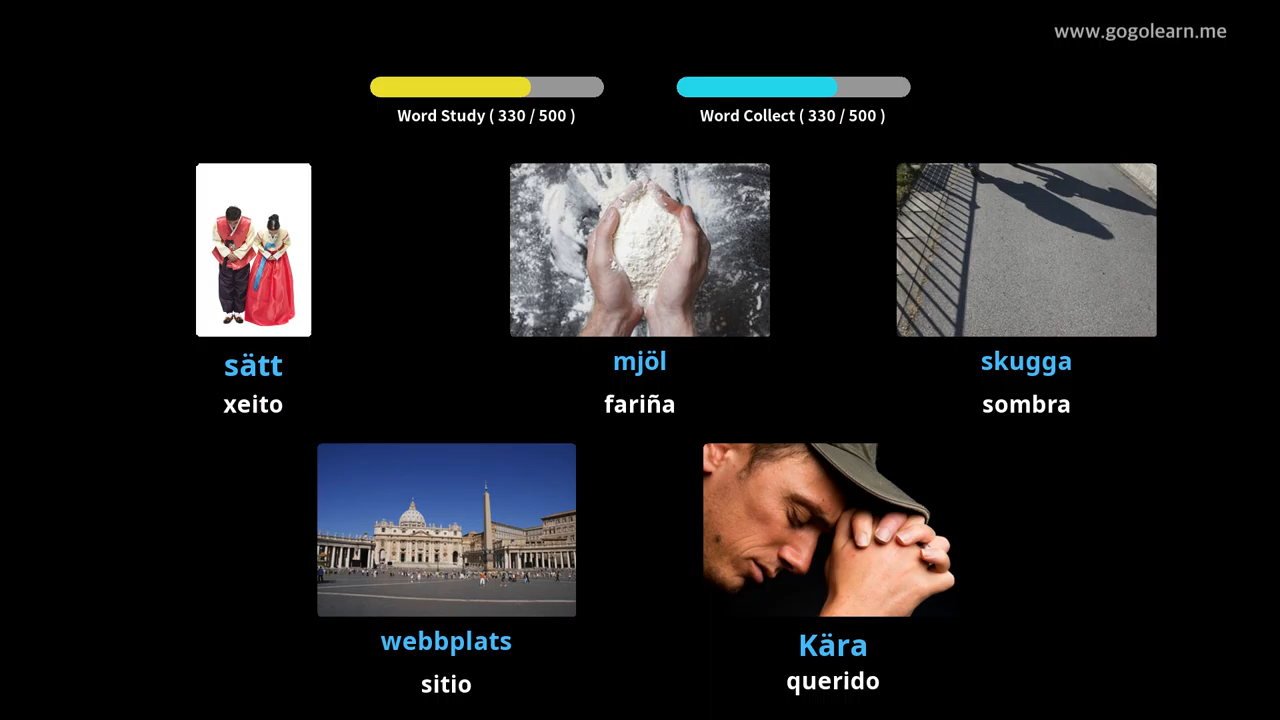 www.gogolearn.me
Word Study ( 330 / 500 )
Word Collect ( 330 / 500 )
sätt
xeito
mjöl
fariña
skugga
sombra
webbplats
sitio
Kära
querido